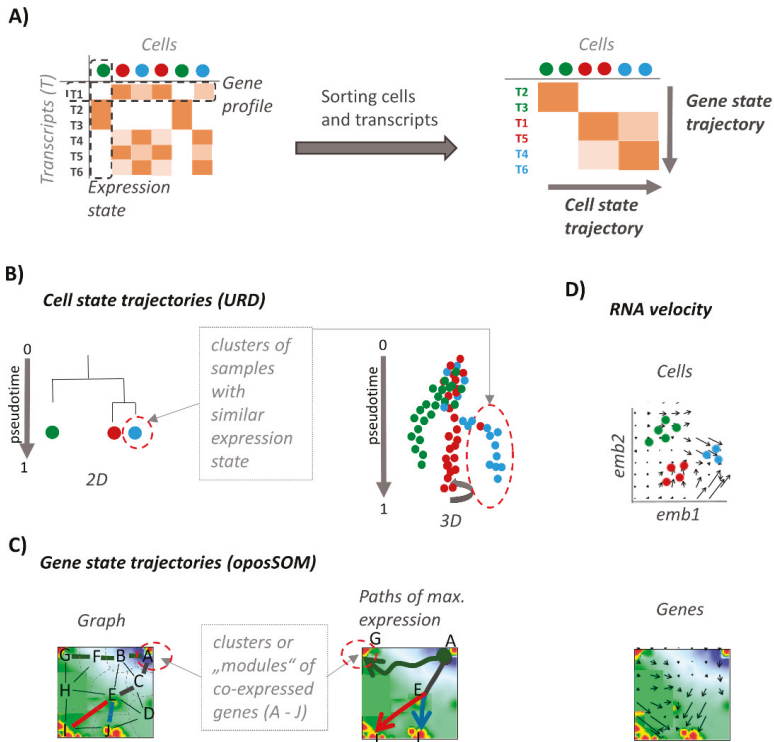 A)
Cells
Transcripts (T)
T1
T2
T3
T4
T5
T6
Gene
profile
Expression
state
Sorting cells
and transcripts
Cells
T2
T3
T1
T5
T4
T6
Gene state
trajectory
Cell state
trajectory
B)
Cell state trajectories (URD)
0
pseudotime
1
2D
clusters of
samples
with
similar
expression
state
0
pseudotime
1
3D
D)
RNA velocity
Cells
emb2
emb1
C)
Gene state trajectories (oposSOM)
Graph
G
F
B
A
C
H
E
D
I
J
clusters or
„modules“ of
co-expressed
genes (A - J)
Paths of max.
expression
G
A
E
Genes